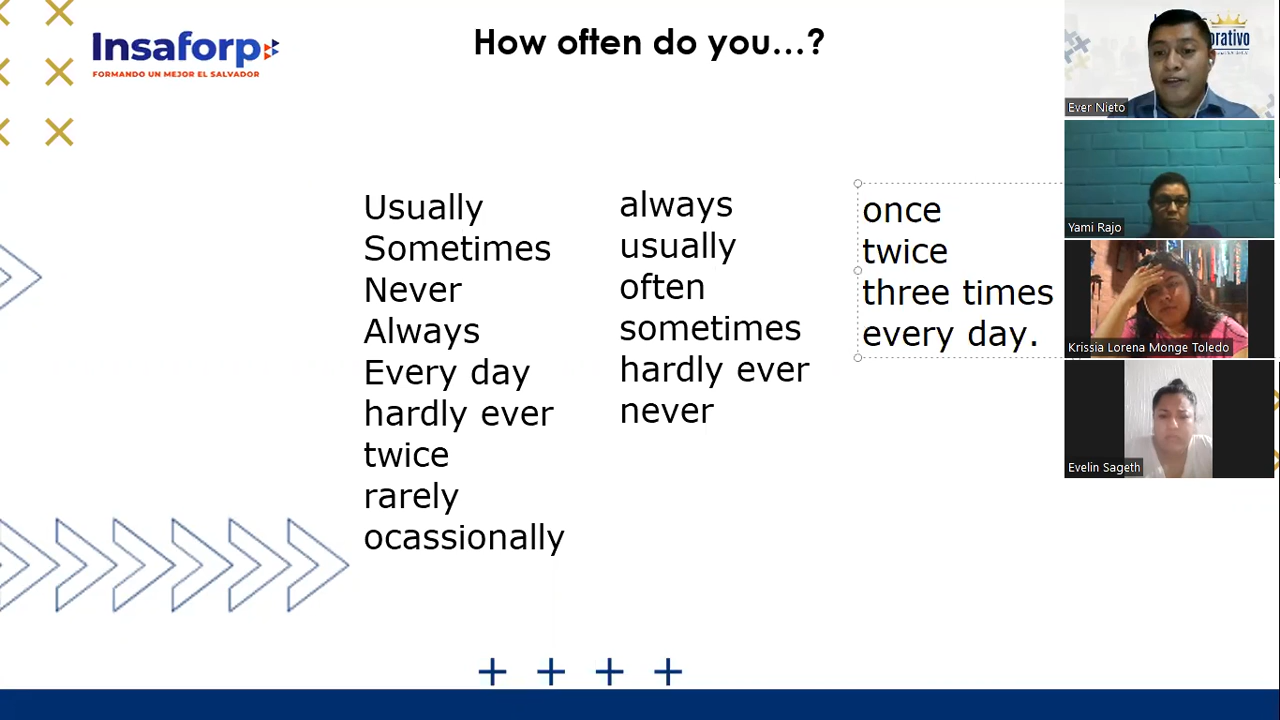 Insaforp
FORMANDO UN MEJOR EL SALVADOR
How often do you...?
Usually
Sometimes
Never
Always
Every day
hardly ever
twice
rarely
ocassionally
always
usually
often
sometimes
hardly ever
never
once
twice
three times
every day.
Ever Nieto
Yami Rajo
Krissia Lorena Monge Toledo
Evelin Sageth